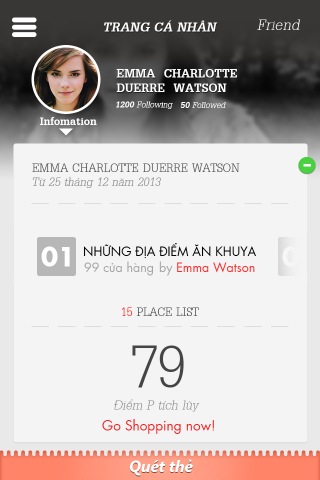 TRANG CÁ NHÂN
Friend
EMMA CHARLOTTE
DUERRE WATSON
1200 Following 50 Followed
Infomation
EMMA CHARLOTTE DUERRE WATSON
Từ 25 tháng 12 năm 2013
01 NHỮNG ĐỊA ĐIỂM ĂN KHUYA
99 cửa hàng by Emma Watson
15 PLACE LIST
79
Điểm P tích lũy
Go Shopping now!
Quét thẻ